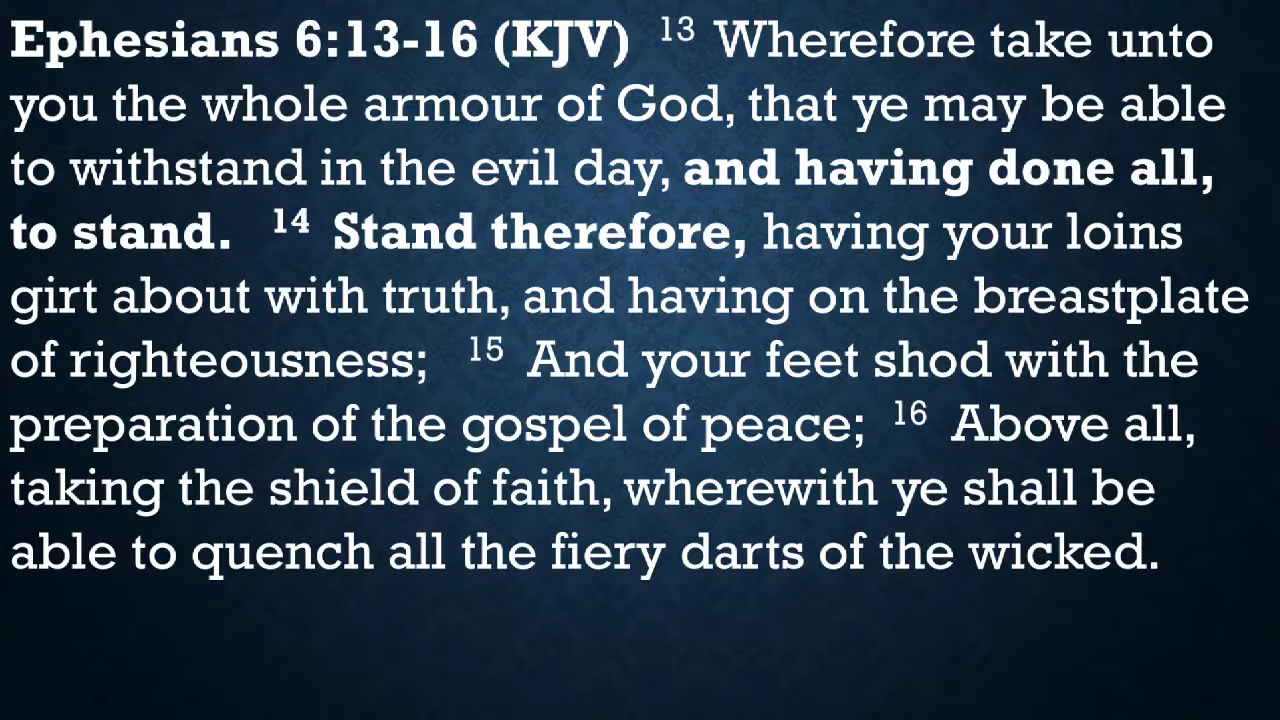 Ephesians 6:13-16 (KJV) 13 Wherefore take unto
you the whole armour of God, that ye may be able
to withstand in the evil day, and having done all,
to stand. 14 Stand therefore, having your loins
girt about with truth, and having on the breastplate
of righteousness; 15 And your feet shod with the
preparation of the gospel of peace; 16 Above all,
taking the shield of faith, wherewith ye shall be
able to quench all the fiery darts of the wicked.